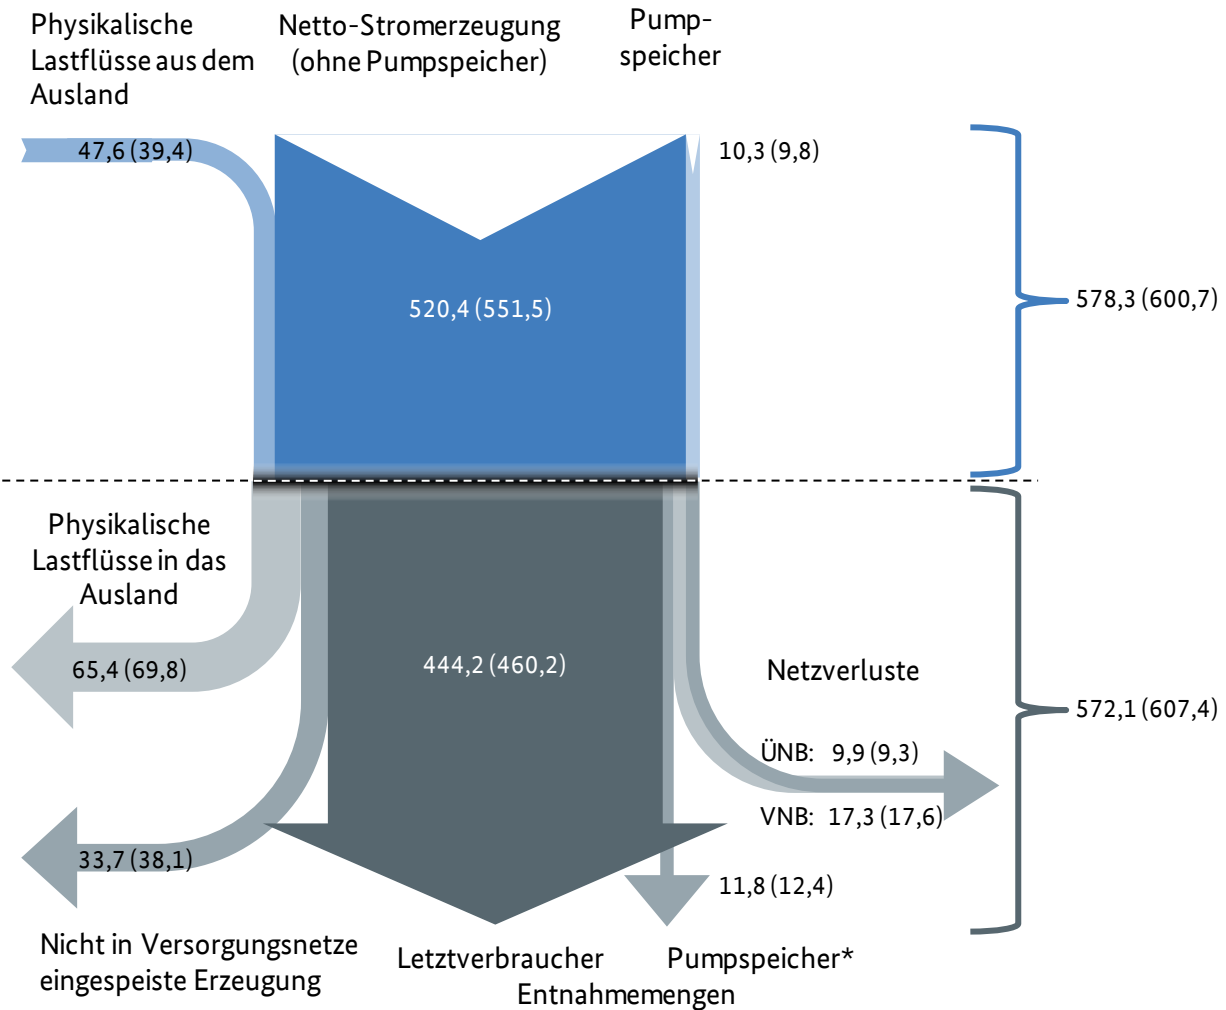 Physikalische
Lastflüsse aus dem
Ausland
Netto-Stromerzeugung
(ohne Pumpspeicher)
Pump-
speicher
47,6 (39,4)
10,3 (9,8)
520,4 (551,5)
578,3 (600,7)
Physikalische
Lastflüsse in das
Ausland
65,4 (69,8)
444,2 (460,2)
Netzverluste
572,1 (607,4)
ÜNB: 9,9 (9,3)
VNB: 17,3 (17,6)
33,7 (38,1)
11,8 (12,4)
Nicht in Versorgungsnetze
eingespeiste Erzeugung
Letztverbraucher
Pumpspeicher*
Entnahmemengen